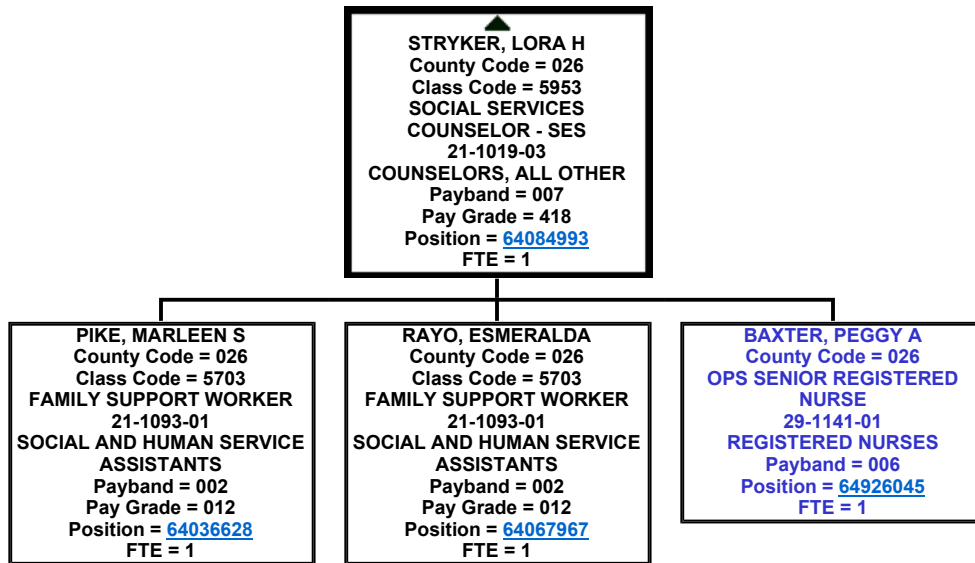 STRYKER, LORA H
County Code = 026
Class Code = 5953
SOCIAL SERVICES
COUNSELOR - SES
21-1019-03
COUNSELORS, ALL OTHER
Payband = 007
Pay Grade = 418
Position = 64084993
FTE = 1
PIKE, MARLEEN S
County Code = 026
Class Code = 5703
FAMILY SUPPORT WORKER
21-1093-01
SOCIAL AND HUMAN SERVICE
ASSISTANTS
Payband = 002
Pay Grade = 012
Position = 64036628
FTE = 1
RAYO, ESMERALDA
County Code = 026
Class Code = 5703
FAMILY SUPPORT WORKER
21-1093-01
SOCIAL AND HUMAN SERVICE
ASSISTANTS
Payband = 002
Pay Grade = 012
Position = 64067967
FTE = 1
BAXTER, PEGGY A
County Code = 026
OPS SENIOR REGISTERED
NURSE
29-1141-01
REGISTERED NURSES
Payband = 006
Position = 64926045
FTE = 1